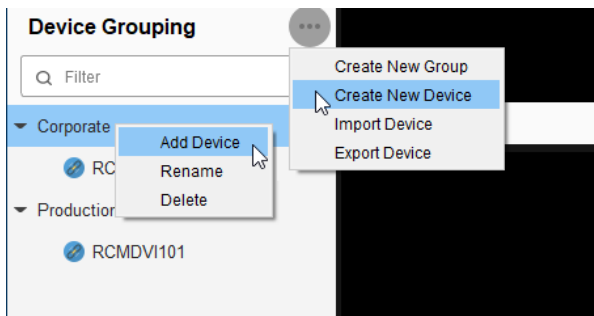 Device Grouping
Filter
Create New Group
Create New Device
Import Device
Export Device
Corporate
Add Device
Rename
Delete
RC
Production
RCMDVI101